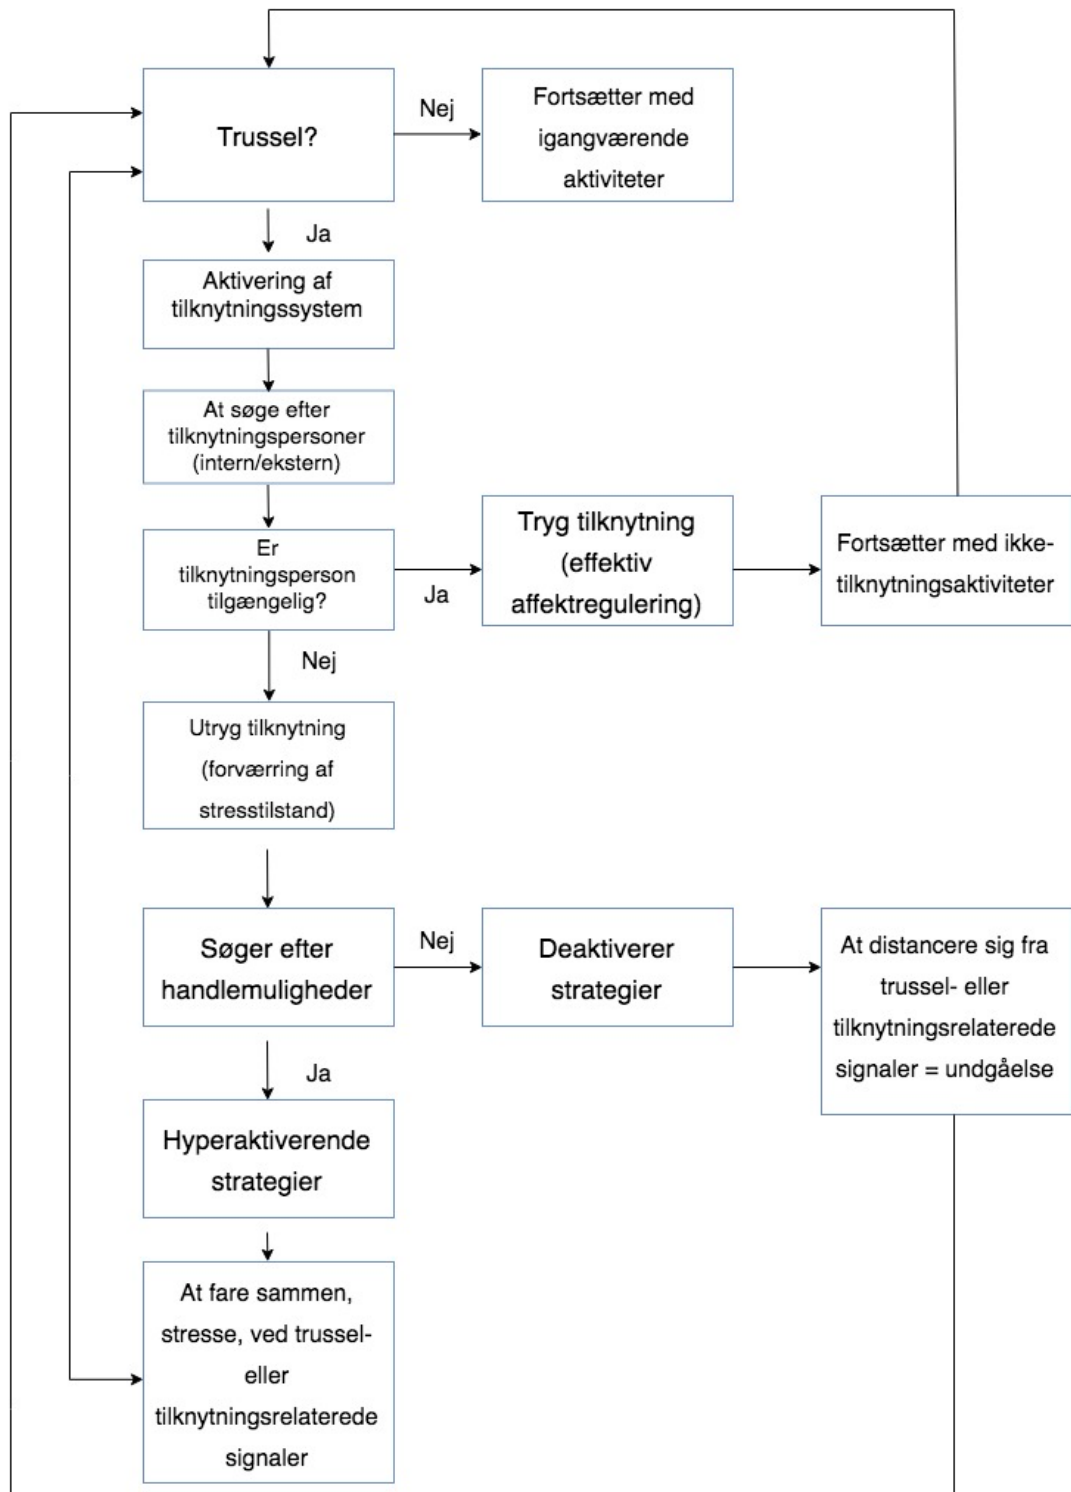 Trussel?
Nej
Fortsætter med
igangværende
aktiviteter
Ja
Aktivering af
tilknytningssystem
At søge efter
tilknytningspersoner
(intern/ekstern)
Er
tilknytningsperson
tilgængelig?
Ja
Tryg tilknytning
(effektiv
affektregulering)
Fortsætter med ikke-
tilknytningsaktiviteter
Nej
Utryg tilknytning
(forværring af
stresstilstand)
Søger efter
handlemuligheder
Nej
Deaktiverer
strategier
At distancere sig fra
trussel- eller
tilknytningsrelaterede
signaler = undgåelse
Ja
Hyperaktiverende
strategier
At fare sammen,
stresse, ved trussel-
eller
tilknytningsrelaterede
signaler